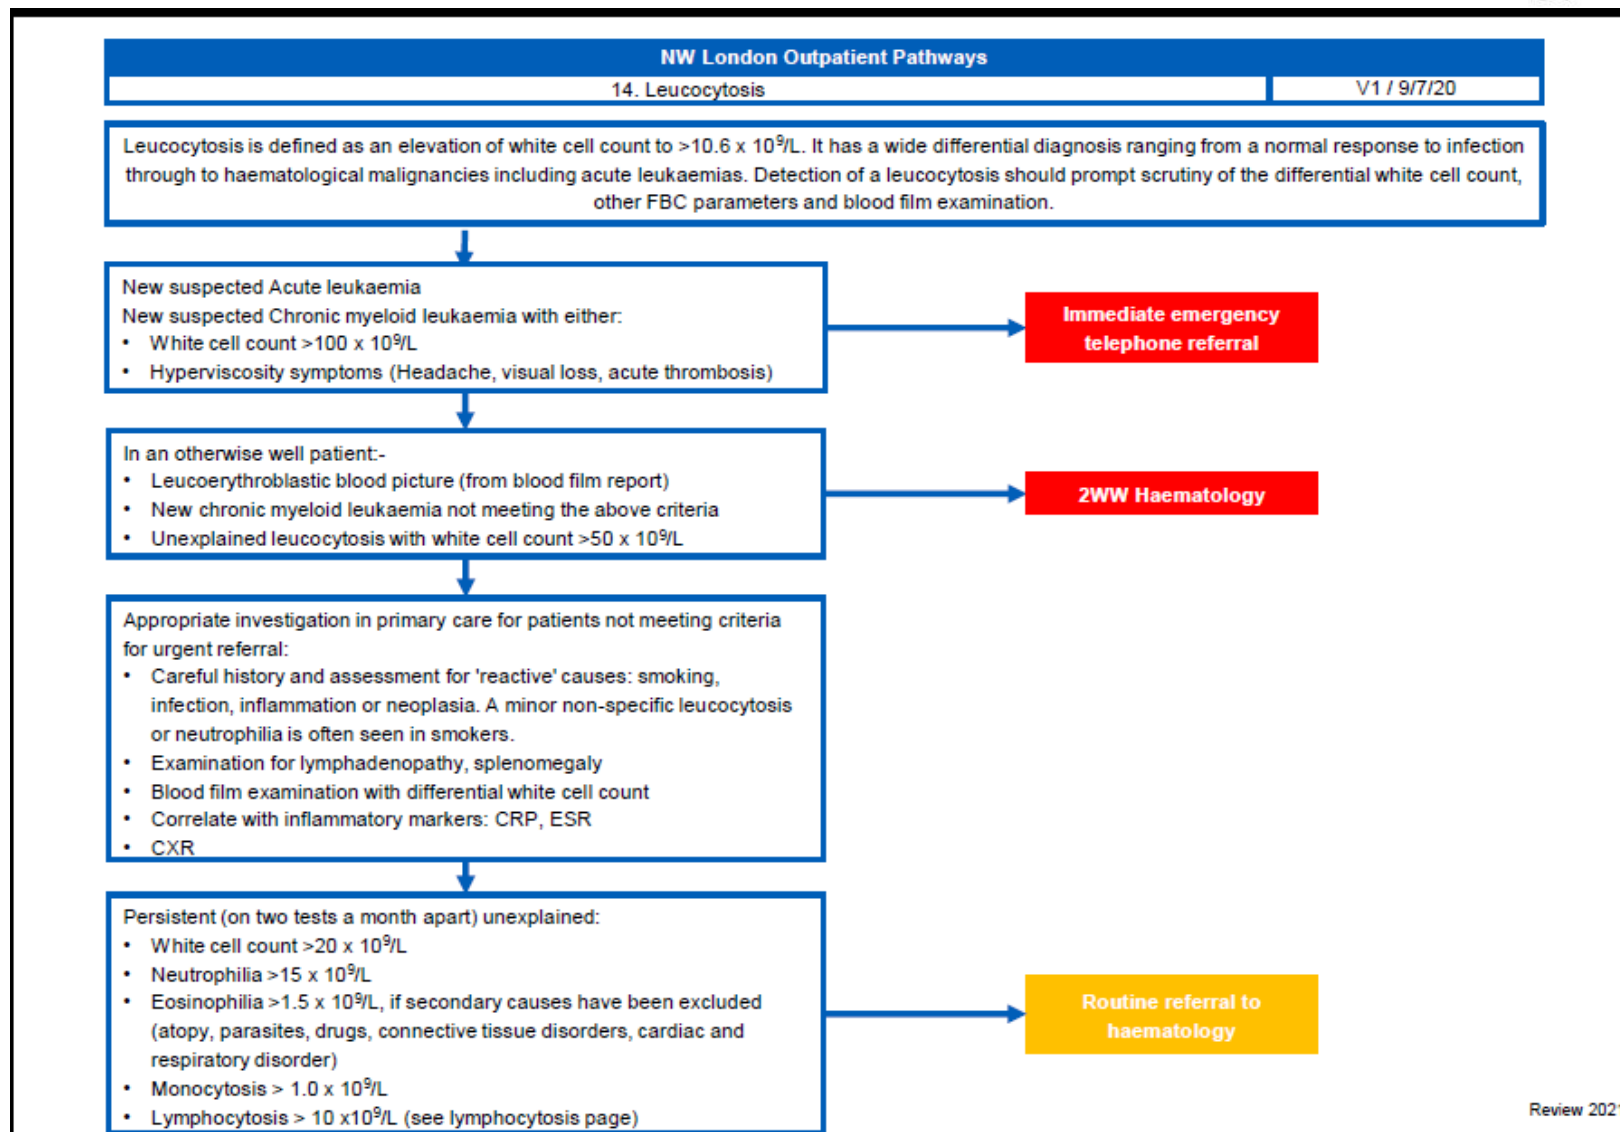 NW London Outpatient Pathways
14. Leucocytosis
V1 / 9/7/20
Leucocytosis is defined as an elevation of white cell count to >10.6 x 10⁹/L. It has a wide differential diagnosis ranging from a normal response to infection
through to haematological malignancies including acute leukaemias. Detection of a leucocytosis should prompt scrutiny of the differential white cell count,
other FBC parameters and blood film examination.
New suspected Acute leukaemia
New suspected Chronic myeloid leukaemia with either:
• White cell count >100 x 10⁹/L
• Hyperviscosity symptoms (Headache, visual loss, acute thrombosis)
Immediate emergency
telephone referral
In an otherwise well patient:-
• Leucoerythroblastic blood picture (from blood film report)
• New chronic myeloid leukaemia not meeting the above criteria
• Unexplained leucocytosis with white cell count >50 x 10⁹/L
2WW Haematology
Appropriate investigation in primary care for patients not meeting criteria
for urgent referral:
• Careful history and assessment for 'reactive' causes: smoking,
infection, inflammation or neoplasia. A minor non-specific leucocytosis
or neutrophilia is often seen in smokers.
• Examination for lymphadenopathy, splenomegaly
• Blood film examination with differential white cell count
• Correlate with inflammatory markers: CRP, ESR
• CXR
Persistent (on two tests a month apart) unexplained:
• White cell count >20 x 10⁹/L
• Neutrophilia >15 x 10⁹/L
• Eosinophilia >1.5 x 10⁹/L, if secondary causes have been excluded
(atopy, parasites, drugs, connective tissue disorders, cardiac and
respiratory disorder)
• Monocytosis > 1.0 x 10⁹/L
• Lymphocytosis > 10 x10⁹/L (see lymphocytosis page)
Routine referral to
haematology
Review 2021